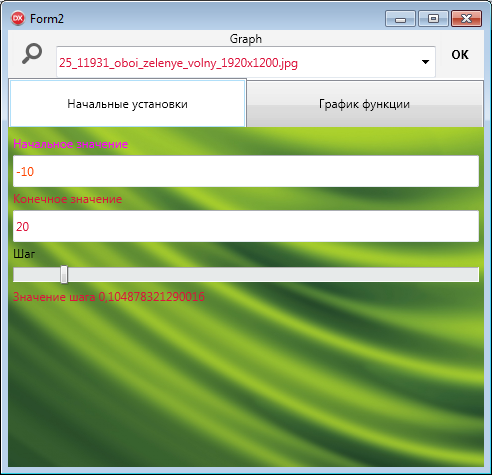 Form2
Graph
25_11931_oboi_zelenye_volny_1920x1200.jpg
OK
Начальные установки
График функции
Начальное значение
-10
Конечное значение
20
Шаг
Значение шага 0,104878321290016